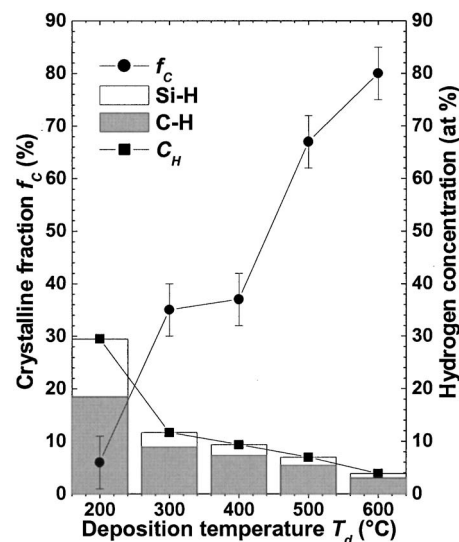 Crystalline fraction f_C (%)
90
80
70
60
50
40
30
20
10
0
f_C
Si-H
C-H
C_H
90
80
70
60
50
40
30
20
10
0
Hydrogen concentration (at %)
200 300 400 500 600
Deposition temperature T_d (°C)